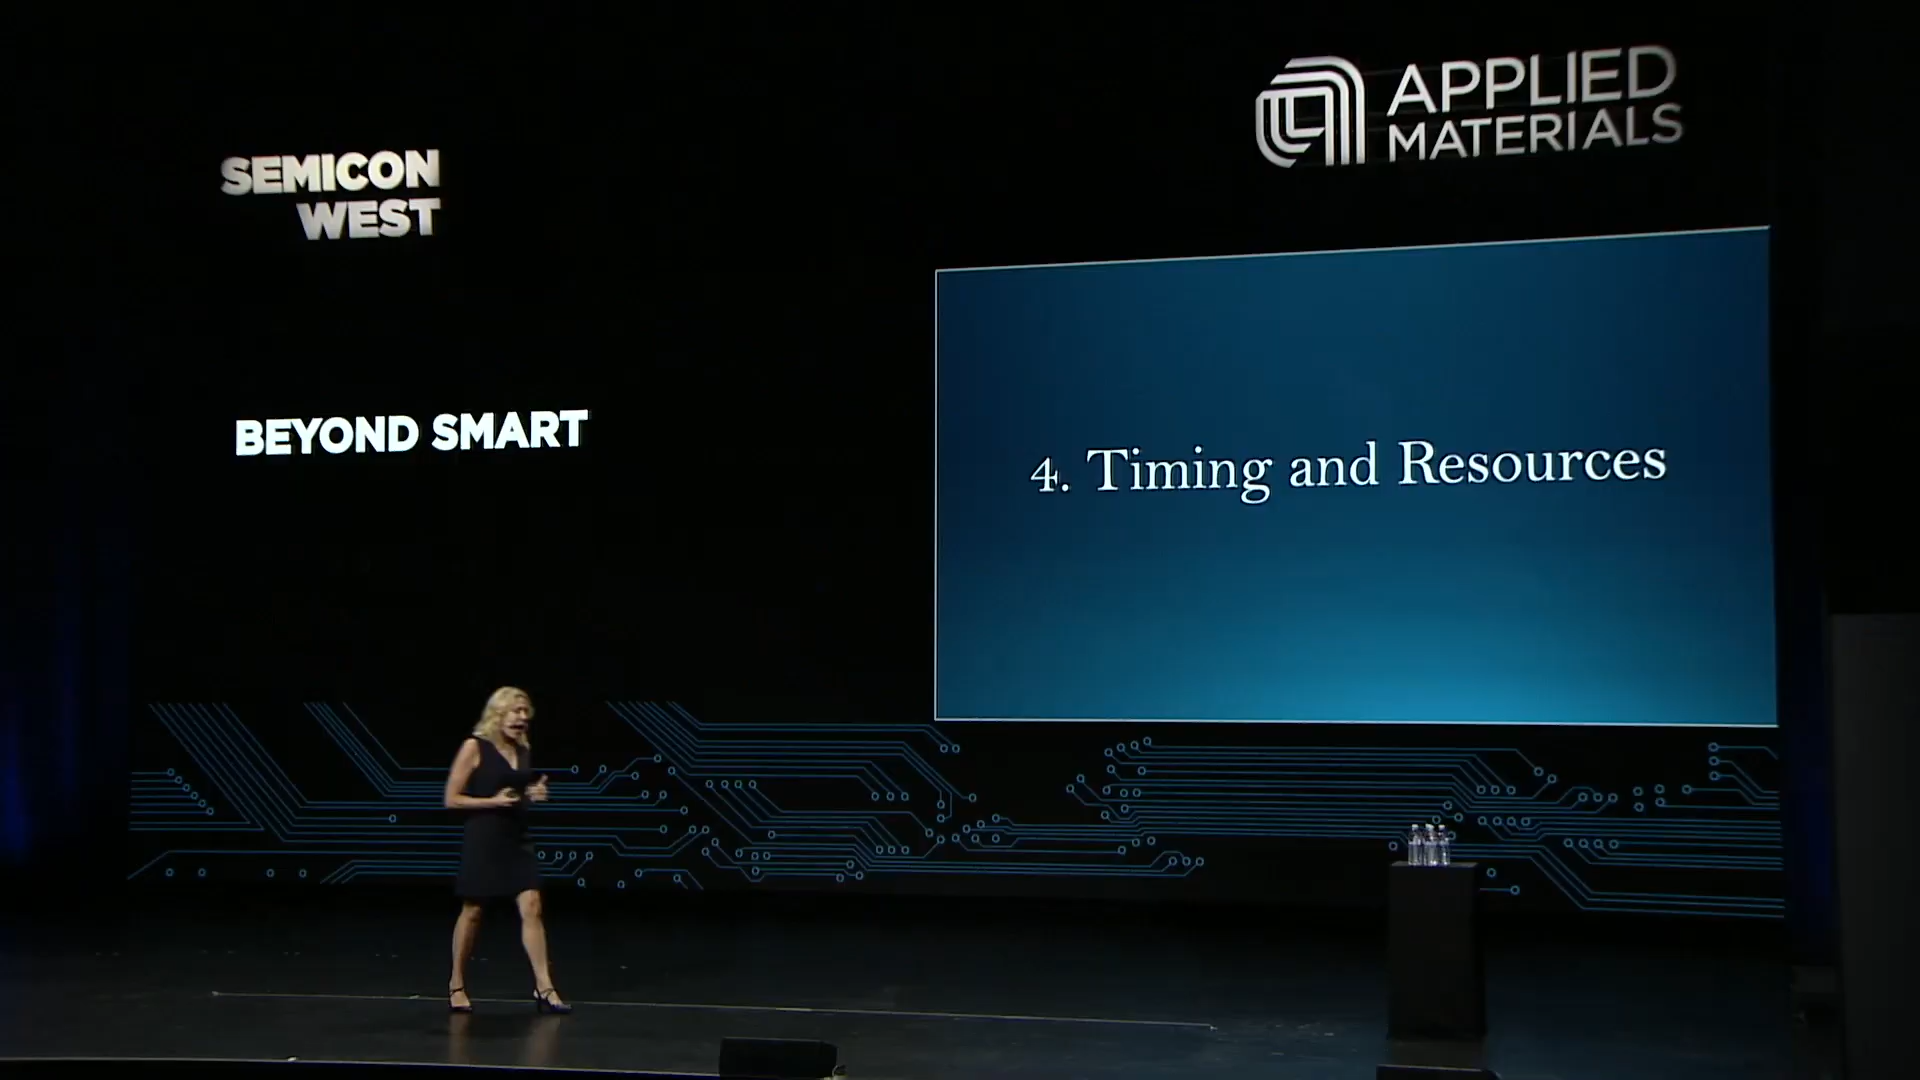 SEMICON
WEST
APPLIED
MATERIALS
BEYOND SMART
4. Timing and Resources